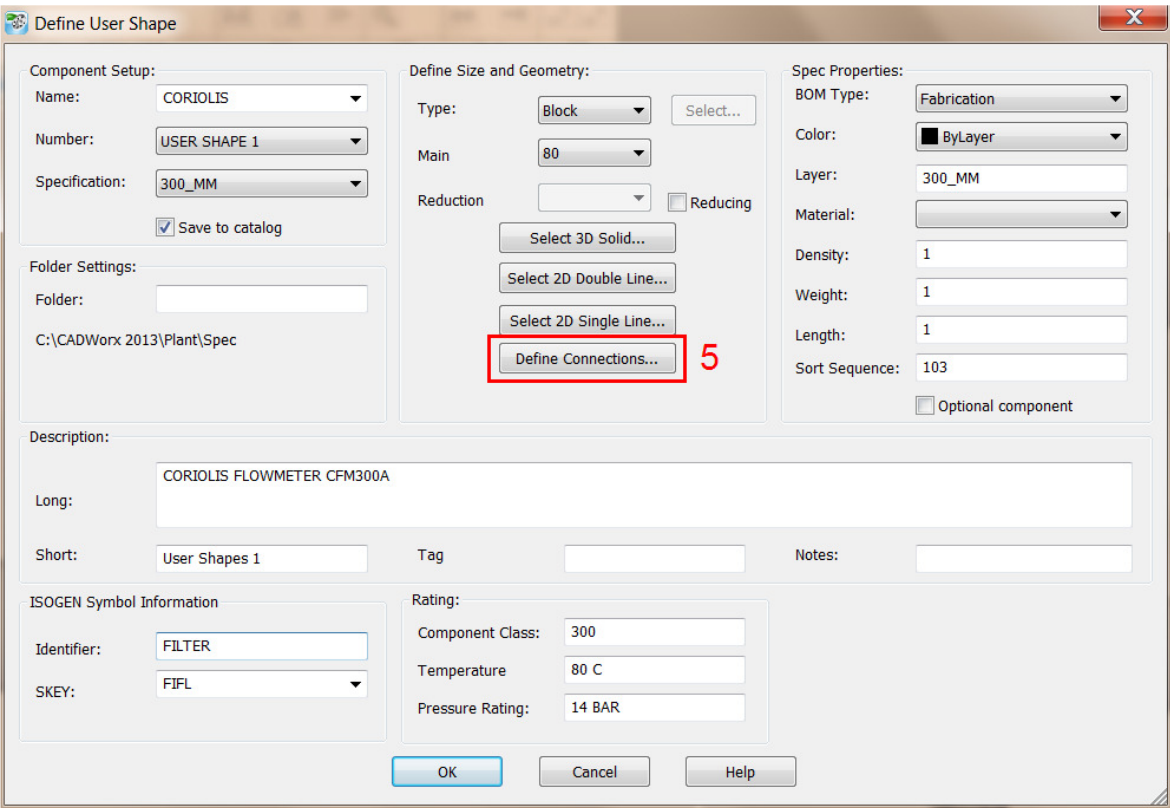 Define User Shape
X
Component Setup:
Name:
CORIOLIS
Number:
USER SHAPE 1
Specification:
300_MM
Save to catalog
Folder Settings:
Folder:
C:\CADWorx 2013\Plant\Spec
Define Size and Geometry:
Type:
Block
Select...
Main
80
Reduction
Reducing
Select 3D Solid...
Select 2D Double Line...
Select 2D Single Line...
Define Connections...
5
Spec Properties:
BOM Type:
Fabrication
Color:
ByLayer
Layer:
300_MM
Material:
Density:
1
Weight:
1
Length:
1
Sort Sequence:
103
Optional component
Description:
Long:
CORIOLIS FLOWMETER CFM300A
Short:
User Shapes 1
Tag
Notes:
ISOGEN Symbol Information
Identifier:
FILTER
SKEY:
FIFL
Rating:
Component Class:
300
Temperature
80 C
Pressure Rating:
14 BAR
OK
Cancel
Help